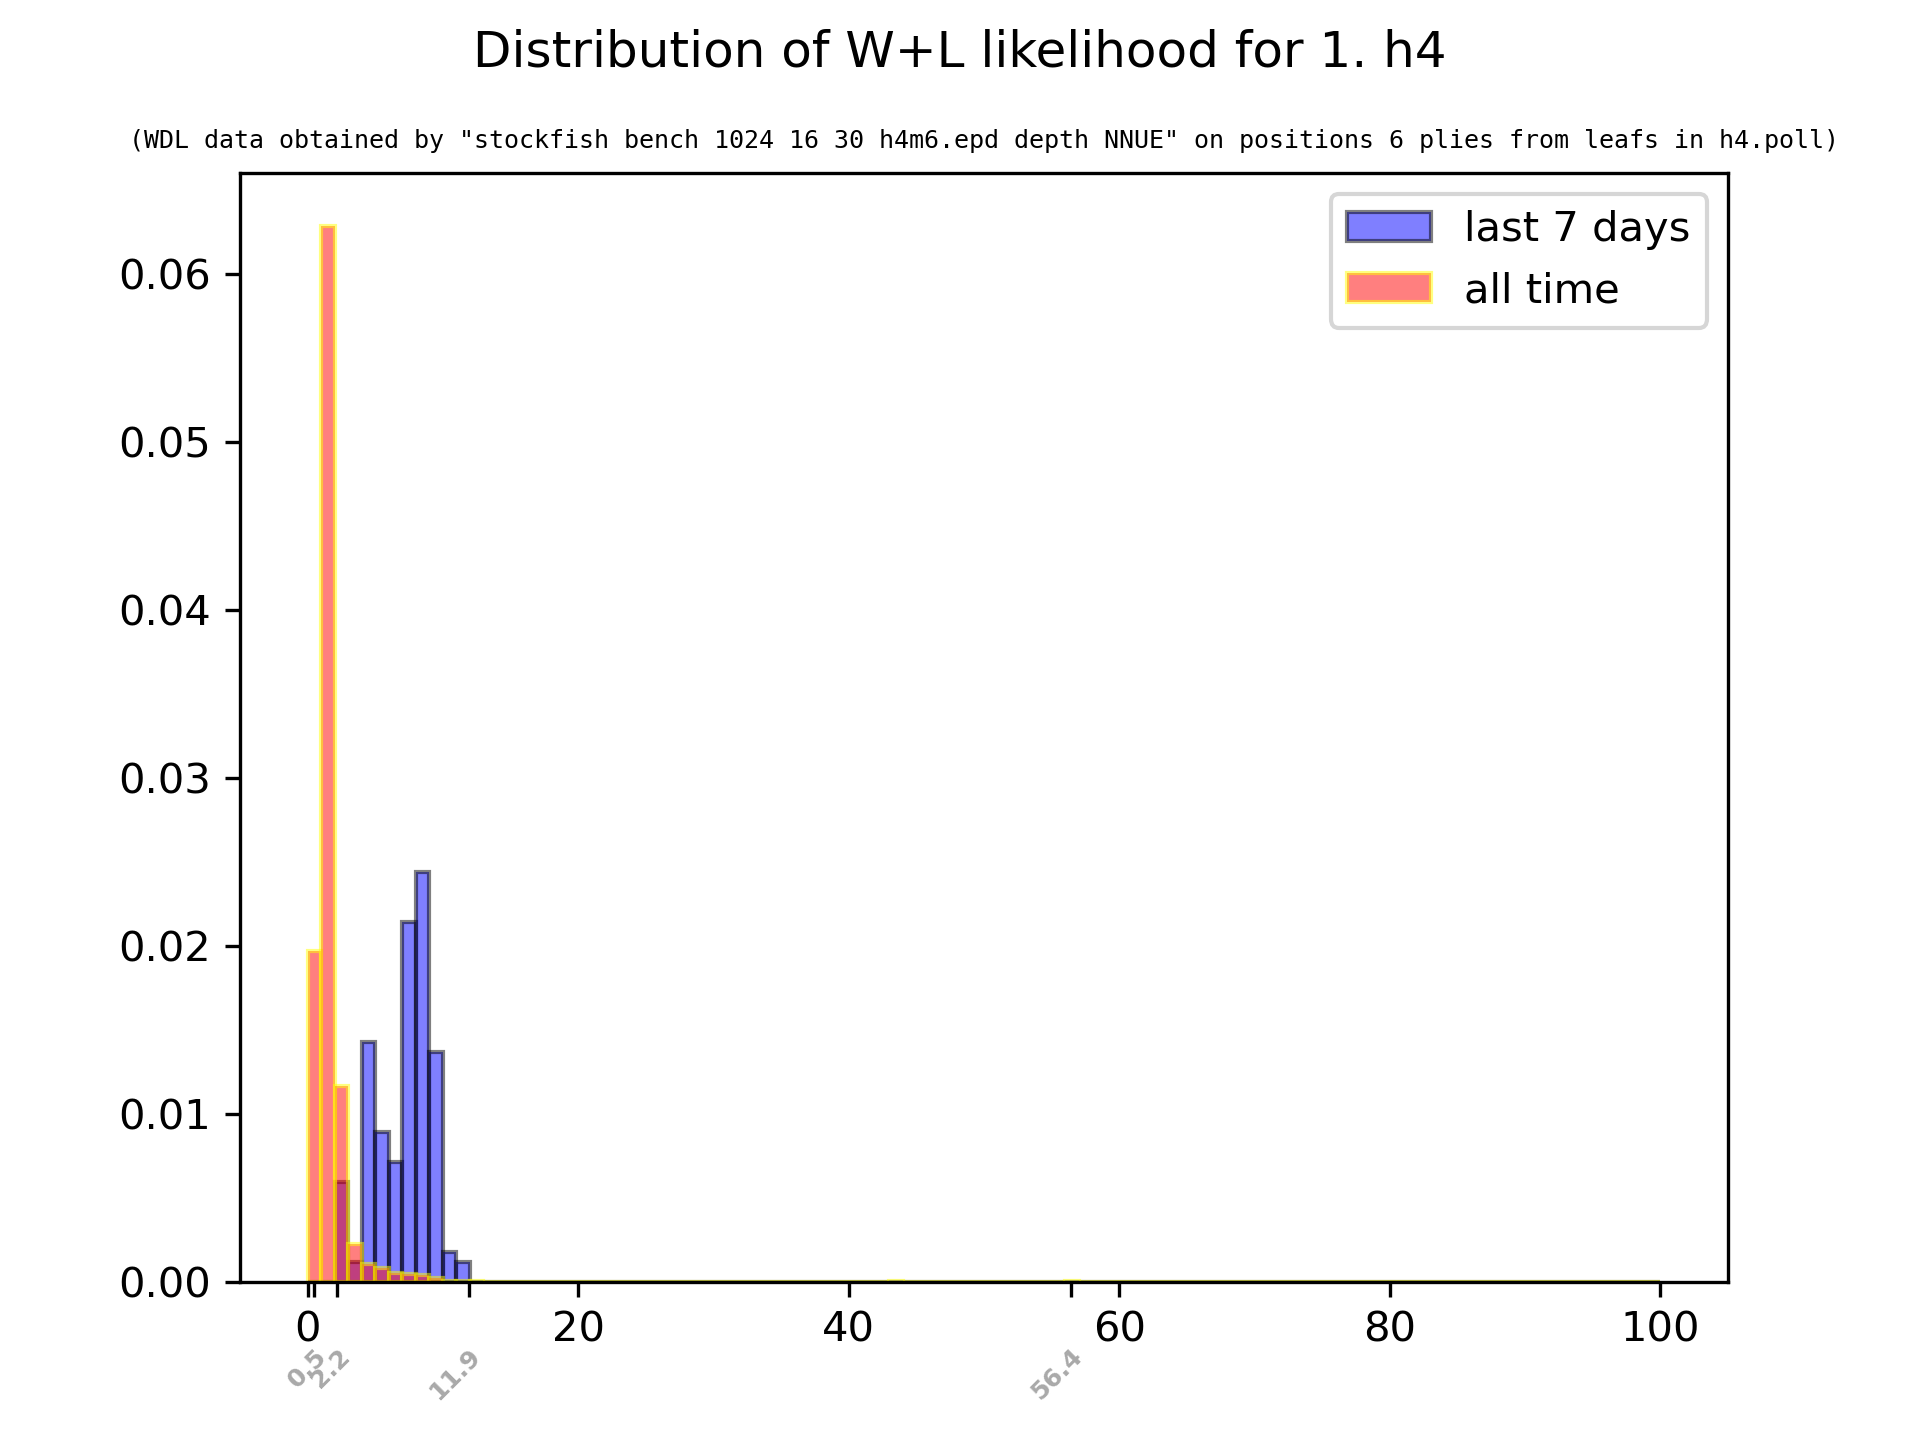 Distribution of W+L likelihood for 1. h4
(WDL data obtained by "stockfish bench 1024 16 30 h4m6.epd depth NNUE" on positions 6 plies from leafs in h4.poll)
last 7 days
all time
0.06
0.05
0.04
0.03
0.02
0.01
0.00
0 20 40 60 80 100
0.5 2.2 11.9 56.4